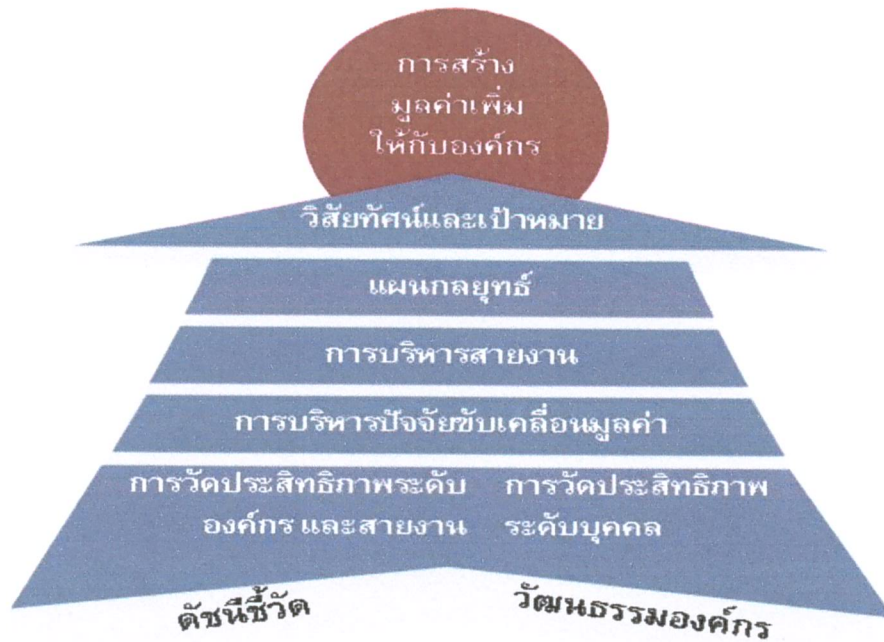 การสร้าง
มูลค่าเพิ่ม
ให้กับองค์กร
วิสัยทัศน์และเป้าหมาย
แผนกลยุทธ์
การบริหารสายงาน
การบริหารปัจจัยขับเคลื่อนมูลค่า
การวัดประสิทธิภาพระดับ
องค์กร และสายงาน
การวัดประสิทธิภาพ
ระดับบุคคล
ดัชนีชี้วัด
วัฒนธรรมองค์กร